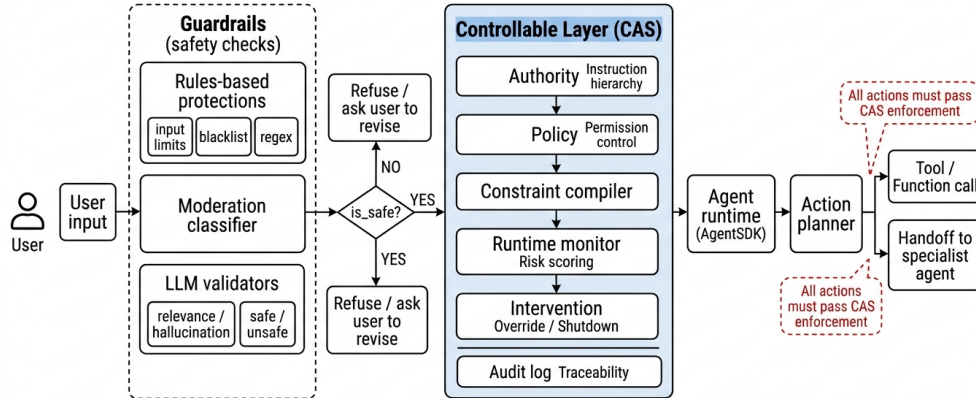 Guardrails
(safety checks)
Rules-based
protections
input
limits
blacklist
regex
Moderation
classifier
LLM validators
relevance /
hallucination
safe /
unsafe
User
User
input
Refuse /
ask user to
revise
NO
is_safe?
YES
YES
Refuse / ask
user to
revise
Controllable Layer (CAS)
Authority Instruction
hierarchy
Policy Permission
control
Constraint compiler
Runtime monitor
Risk scoring
Intervention
Override / Shutdown
Audit log Traceability
Agent
runtime
(AgentSDK)
Action
planner
All actions must pass
CAS enforcement
Tool /
Function call
Handoff to
specialist
agent
All actions
must pass CAS
enforcement